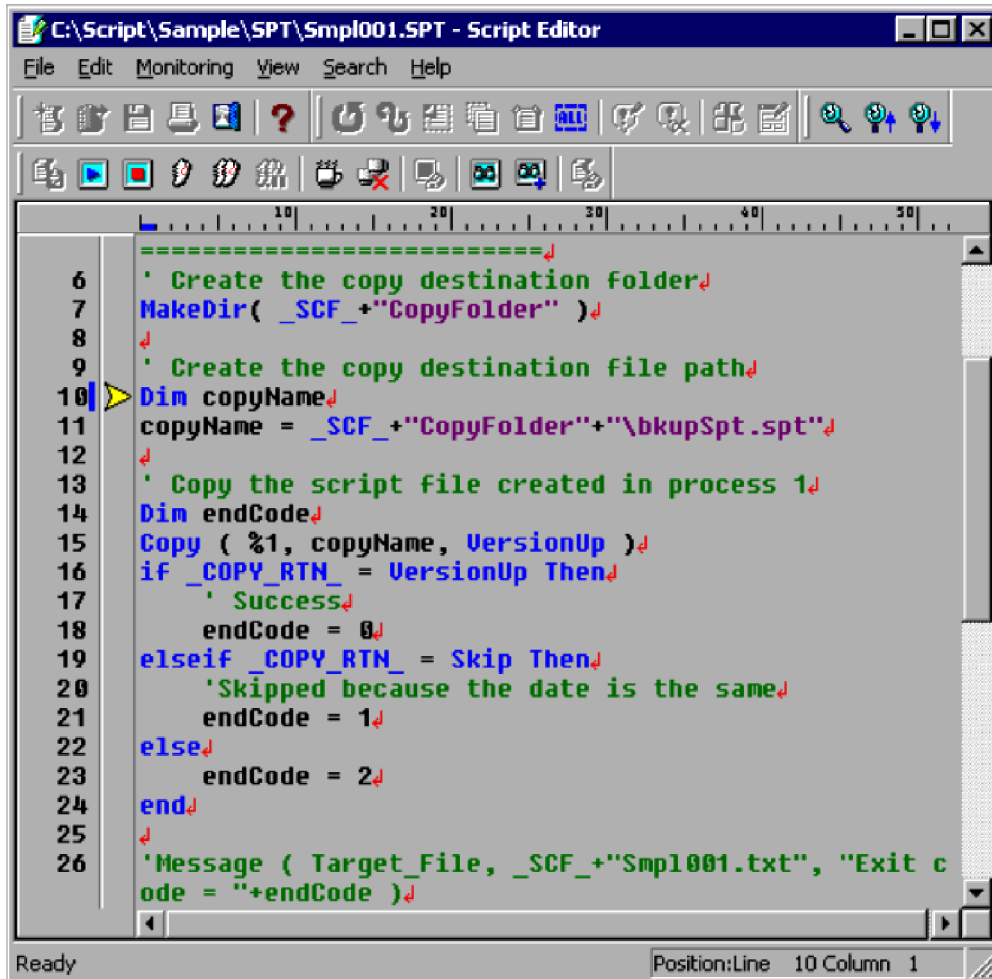 C:\Script\Sample\SPT\Smpl001.SPT - Script Editor
File Edit Monitoring View Search Help
ALL
10 20 30 40 50
==========================
6 ' Create the copy destination folder
7 MakeDir( _SCF_+"CopyFolder" )
8
9 ' Create the copy destination file path
10 Dim copyName
11 copyName = _SCF_+"CopyFolder"+"\bkupSpt.spt"
12
13 ' Copy the script file created in process 1
14 Dim endCode
15 Copy ( %1, copyName, VersionUp )
16 if _COPY_RTN_ = VersionUp Then
17 ' Success
18 endCode = 0
19 elseif _COPY_RTN_ = Skip Then
20 'Skipped because the date is the same
21 endCode = 1
22 else
23 endCode = 2
24 end
25
26 'Message ( Target_File, _SCF_+"Smpl001.txt", "Exit c
ode = "+endCode )
Ready Position:Line 10 Column 1